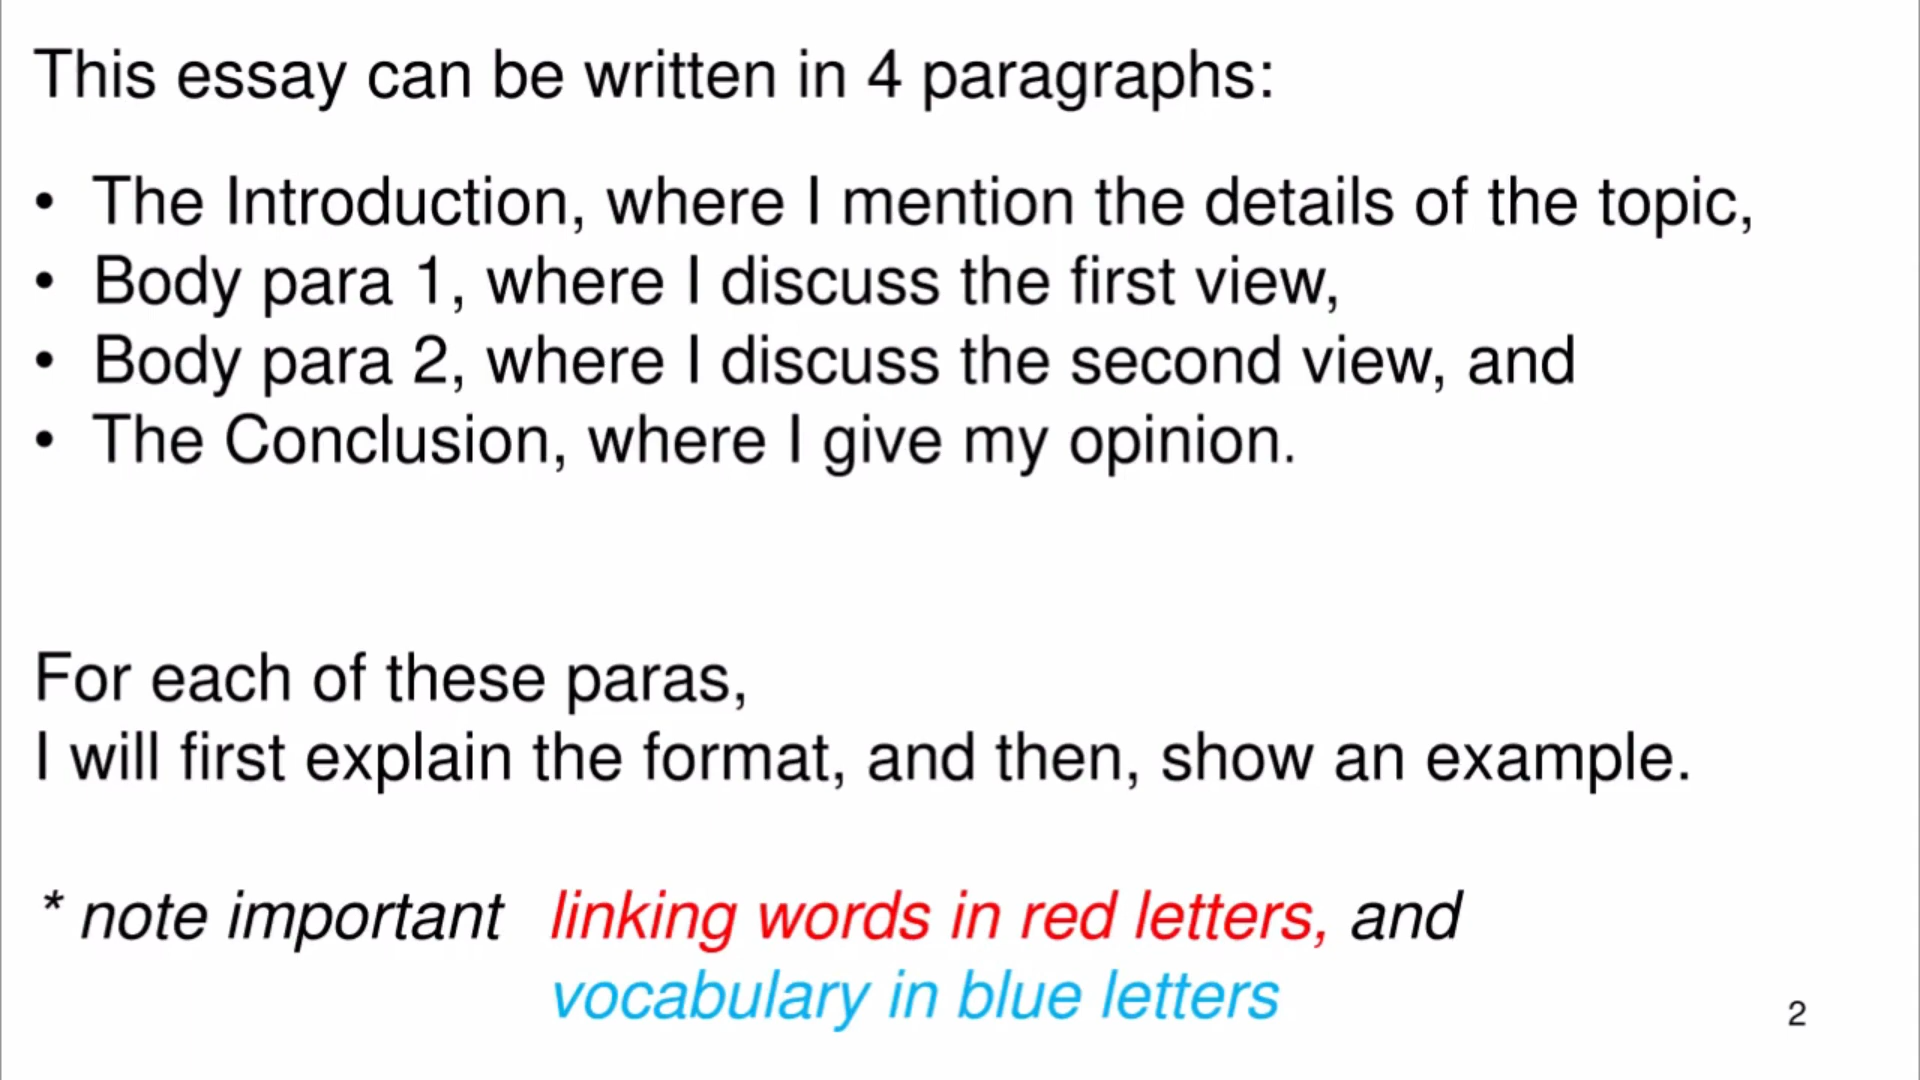 This essay can be written in 4 paragraphs:
• The Introduction, where I mention the details of the topic,
• Body para 1, where I discuss the first view,
• Body para 2, where I discuss the second view, and
• The Conclusion, where I give my opinion.
For each of these paras,
I will first explain the format, and then, show an example.
* note important linking words in red letters, and
vocabulary in blue letters
2